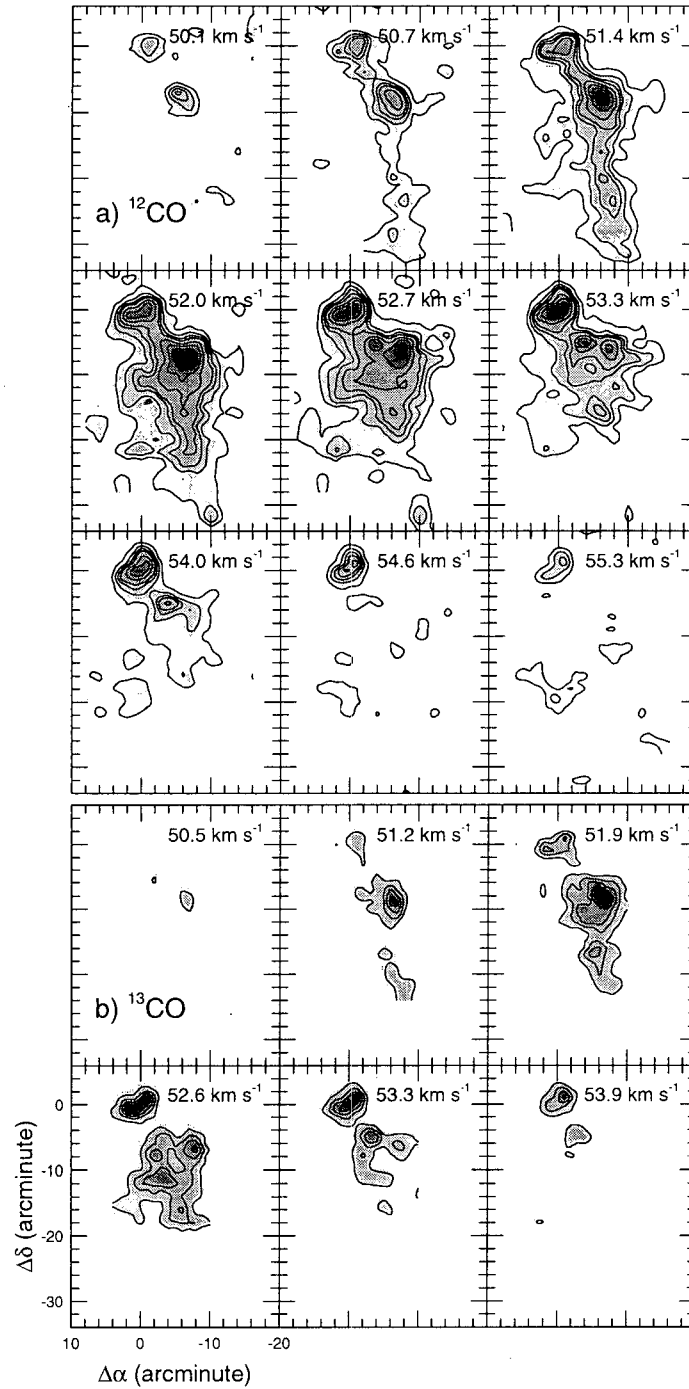 50.1 km s⁻¹
50.7 km s⁻¹
51.4 km s⁻¹
a) ¹²CO
52.0 km s⁻¹
52.7 km s⁻¹
53.3 km s⁻¹
54.0 km s⁻¹
54.6 km s⁻¹
55.3 km s⁻¹
50.5 km s⁻¹
51.2 km s⁻¹
51.9 km s⁻¹
b) ¹³CO
52.6 km s⁻¹
53.3 km s⁻¹
53.9 km s⁻¹
0
-10
-20
-30
Δδ (arcminute)
10 0 -10 -20
Δα (arcminute)